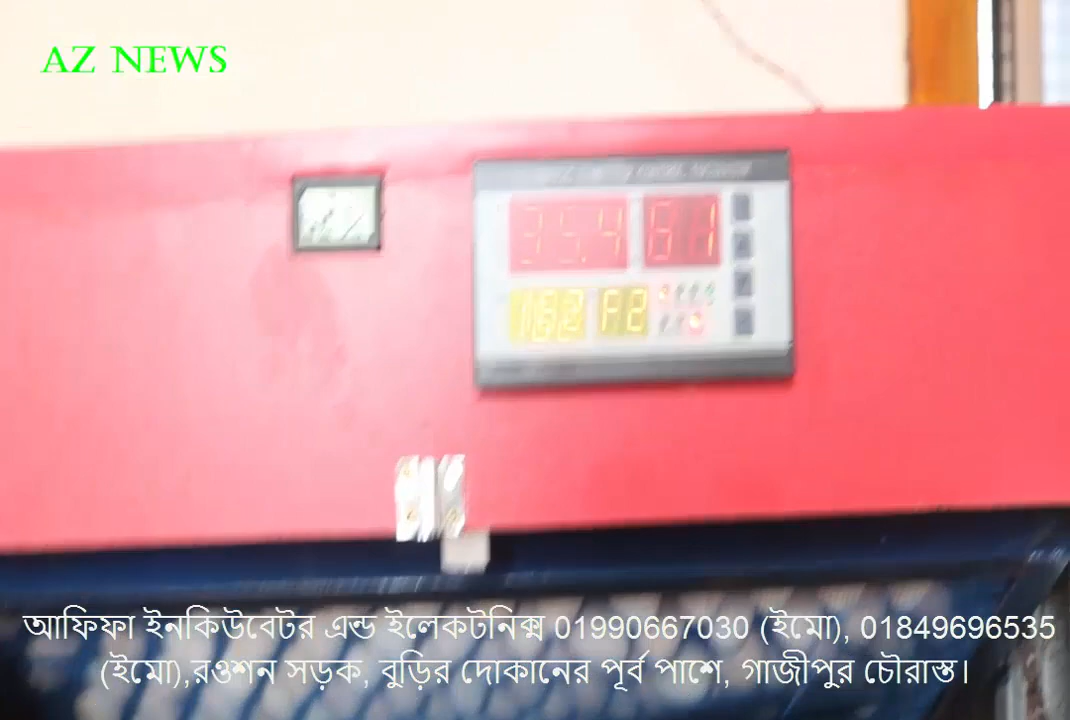 AZ NEWS
35.4 61
162 F2
আফিফা ইনকিউবেটর এন্ড ইলেকটনিক্স 01990667030 (ইমো), 01849696535
(ইমো),রওশন সড়ক, বুড়ির দোকানের পূর্ব পাশে, গাজীপুর চৌরাস্ত।